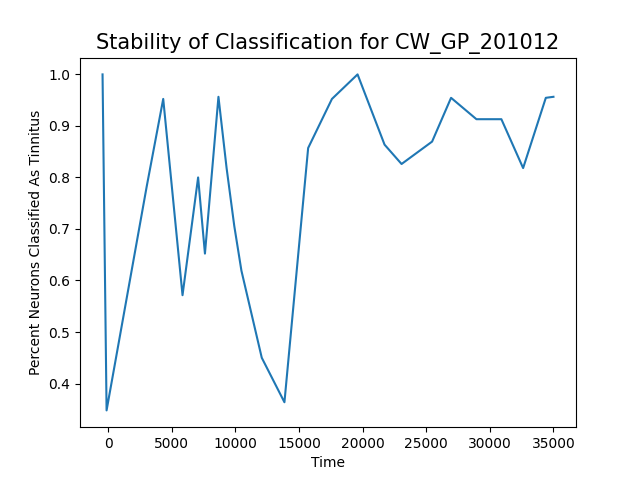 Stability of Classification for CW_GP_201012
Percent Neurons Classified As Tinnitus
1.0
0.9
0.8
0.7
0.6
0.5
0.4
0 5000 10000 15000 20000 25000 30000 35000
Time